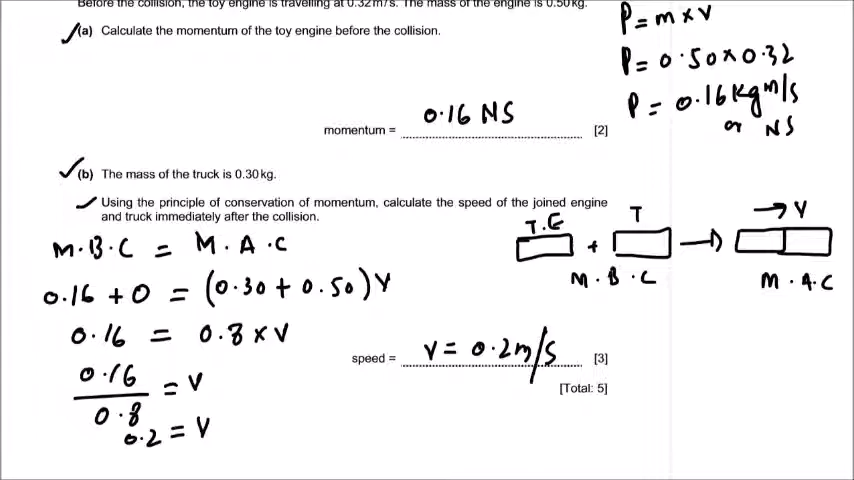 Before the collision, the toy engine is travelling at 0.32 m/s. The mass of the engine is 0.50 kg.
(a) Calculate the momentum of the toy engine before the collision.
P = m x v
P = 0.50 x 0.32
P = 0.16 kg m/s
or NS
momentum = 0.16 NS [2]
(b) The mass of the truck is 0.30 kg.
Using the principle of conservation of momentum, calculate the speed of the joined engine
and truck immediately after the collision.
T.E + T → V
M.B.C M.A.C
M.B.C = M.A.C
0.16 + 0 = (0.30 + 0.50) V
0.16 = 0.8 x V
0.16 / 0.8 = V
0.2 = V
speed = V = 0.2 m/s [3]
[Total: 5]